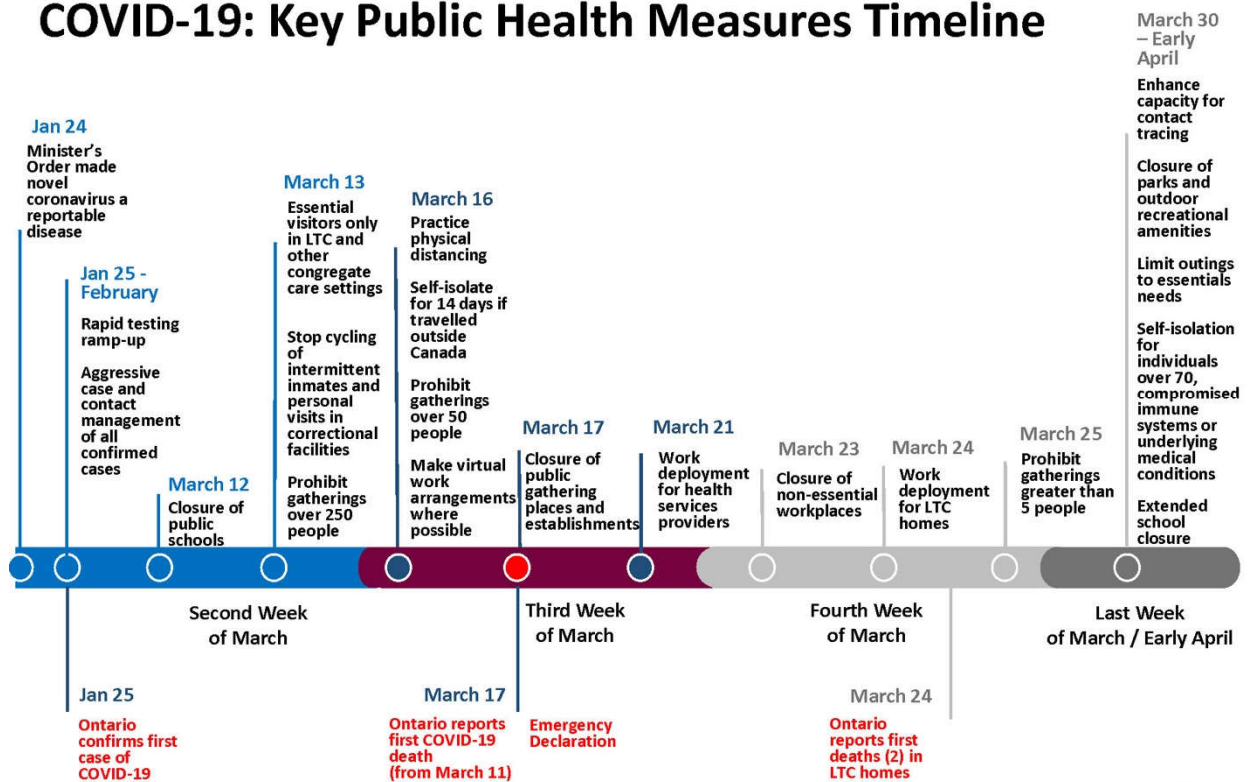 COVID-19: Key Public Health Measures Timeline
Jan 24
Minister's
Order made
novel
coronavirus a
reportable
disease
Jan 25 -
February
Rapid testing
ramp-up
Aggressive
case and
contact
management
of all
confirmed
cases
March 12
Closure of
public
schools
March 13
Essential
visitors only
in LTC and
other
congregate
care settings
Stop cycling
of
intermittent
inmates and
personal
visits in
correctional
facilities
Prohibit
gatherings
over 250
people
March 16
Practice
physical
distancing
Self-isolate
for 14 days if
travelled
outside
Canada
Prohibit
gatherings
over 50
people
Make virtual
work
arrangements
where
possible
March 17
Closure of
public
gathering
places and
establishments
March 21
Work
deployment
for health
services
providers
March 23
Closure of
non-essential
workplaces
March 24
Work
deployment
for LTC
homes
March 25
Prohibit
gatherings
greater than
5 people
March 30
– Early
April
Enhance
capacity for
contact
tracing
Closure of
parks and
outdoor
recreational
amenities
Limit outings
to essentials
needs
Self-isolation
for
individuals
over 70,
compromised
immune
systems or
underlying
medical
conditions
Extended
school
closure
Second Week
of March
Third Week
of March
Fourth Week
of March
Last Week
of March / Early April
Jan 25
Ontario
confirms first
case of
COVID-19
March 17
Ontario reports
first COVID-19
death
(from March 11)
Emergency
Declaration
March 24
Ontario
reports first
deaths (2) in
LTC homes